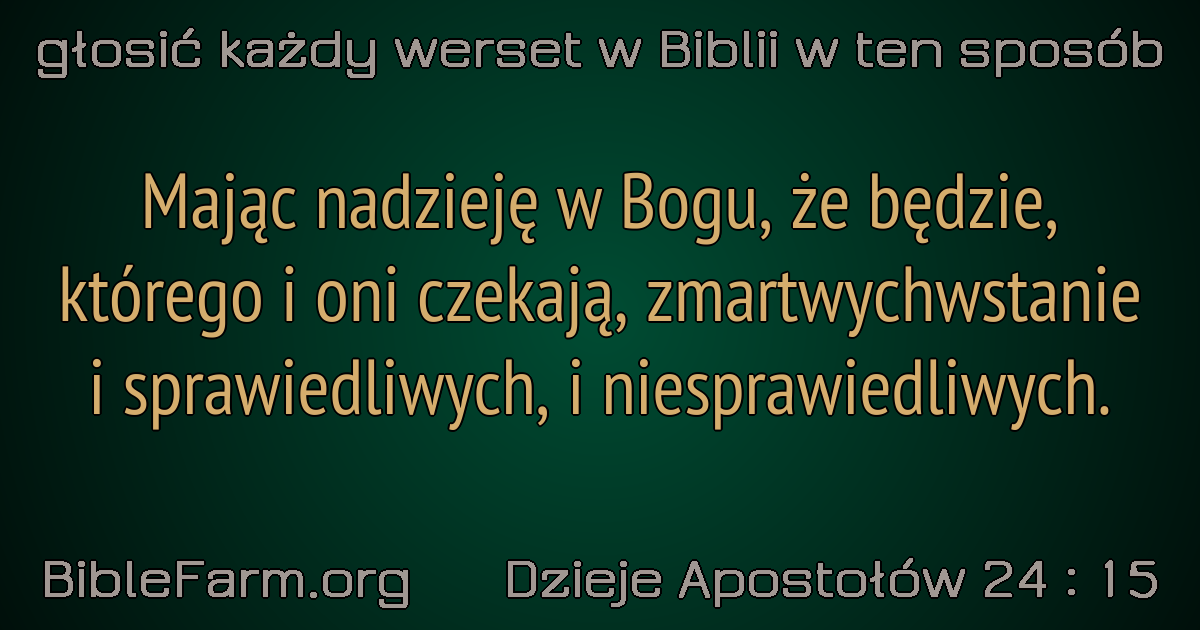 głosić każdy werset w Biblii w ten sposób
Mając nadzieję w Bogu, że będzie,
którego i oni czekają, zmartwychwstanie
i sprawiedliwych, i niesprawiedliwych.
BibleFarm.org Dzieje Apostołów 24 : 15